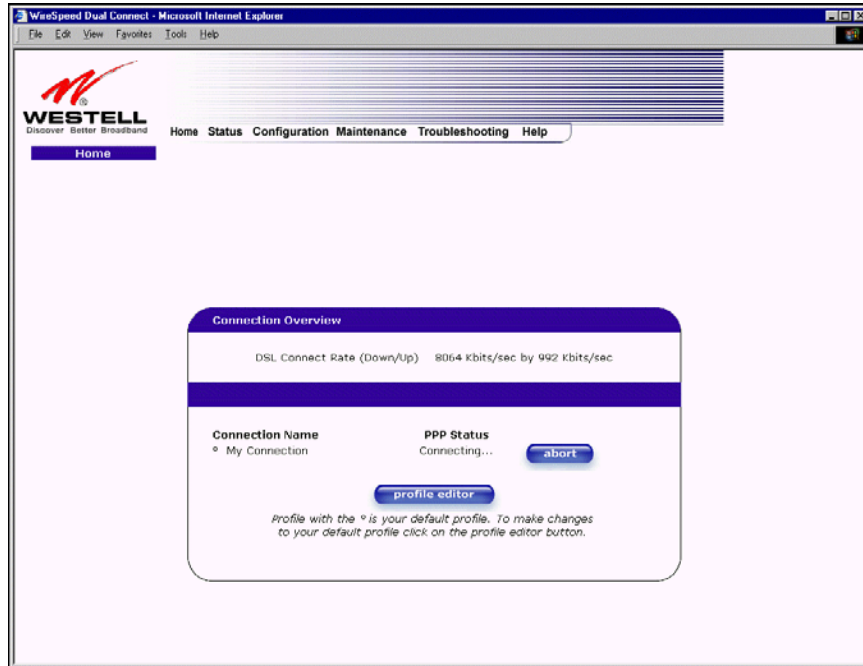 WireSpeed Dual Connect - Microsoft Internet Explorer
File Edit View Favorites Tools Help
WESTELL
®
Discover Better Broadband
Home Status Configuration Maintenance Troubleshooting Help
Home
Connection Overview
DSL Connect Rate (Down/Up) 8064 Kbits/sec by 992 Kbits/sec
Connection Name PPP Status
° My Connection Connecting... abort
profile editor
Profile with the ° is your default profile. To make changes
to your default profile click on the profile editor button.